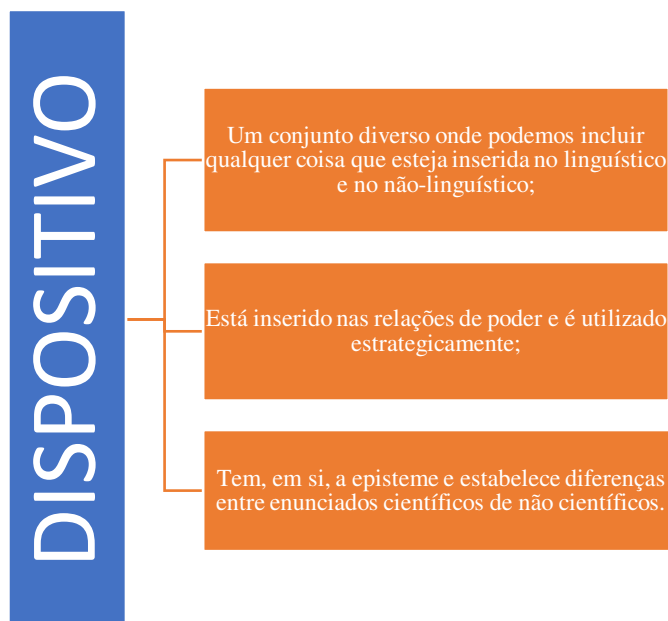 DISPOSITIVO
Um conjunto diverso onde podemos incluir
qualquer coisa que esteja inserida no linguístico
e no não-linguístico;
Está inserido nas relações de poder e é utilizado
estrategicamente;
Tem, em si, a episteme e estabelece diferenças
entre enunciados científicos de não científicos.